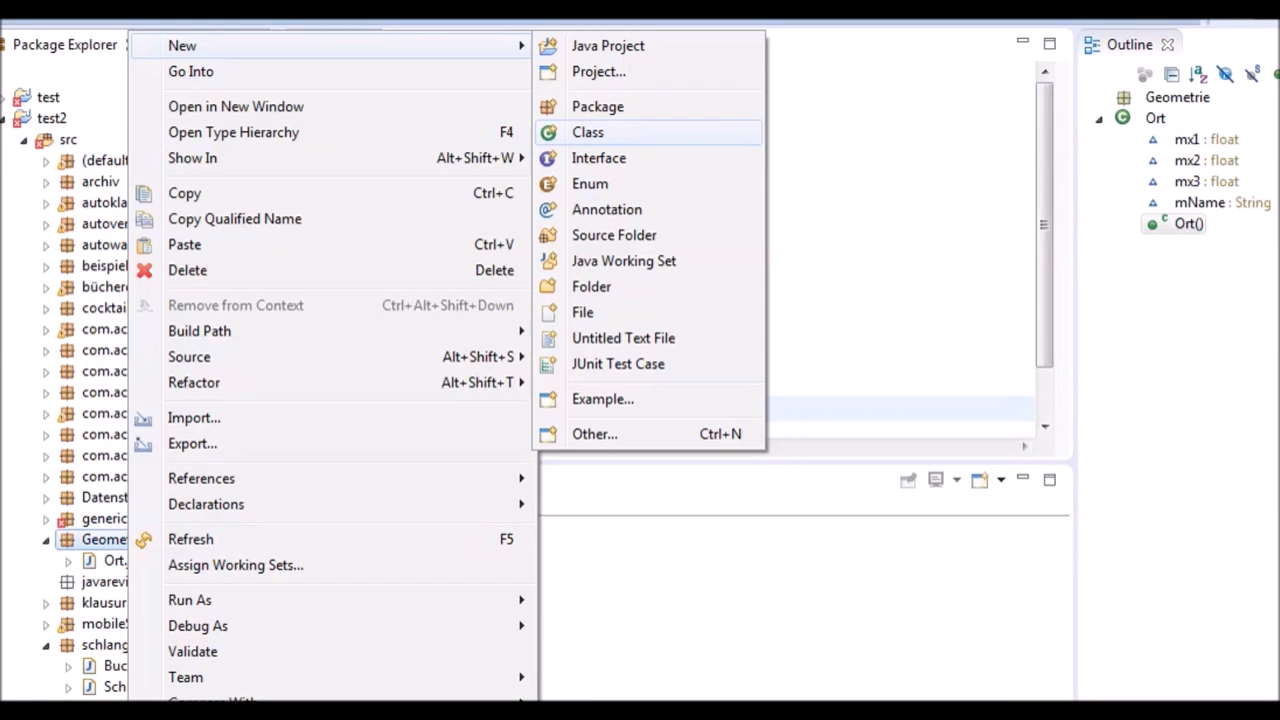 Package Explorer
test
test2
src
(default
archiv
autokla
autover
autowa
beispiel
bücher
cocktai
com.ac
com.ac
com.ac
com.ac
com.ac
com.ac
com.ac
com.ac
Datenst
generic
Geomet
Ort.
javarevi
klausur
mobileS
schlang
Buc
Sch
New
Go Into
Open in New Window
Open Type Hierarchy F4
Show In Alt+Shift+W
Copy Ctrl+C
Copy Qualified Name
Paste Ctrl+V
Delete Delete
Remove from Context Ctrl+Alt+Shift+Down
Build Path
Source Alt+Shift+S
Refactor Alt+Shift+T
Import...
Export...
References
Declarations
Refresh F5
Assign Working Sets...
Run As
Debug As
Validate
Team
Compare With
Java Project
Project...
Package
Class
Interface
Enum
Annotation
Source Folder
Java Working Set
Folder
File
Untitled Text File
JUnit Test Case
Example...
Other... Ctrl+N
Outline
Geometrie
Ort
mx1 : float
mx2 : float
mx3 : float
mName : String
Ort()